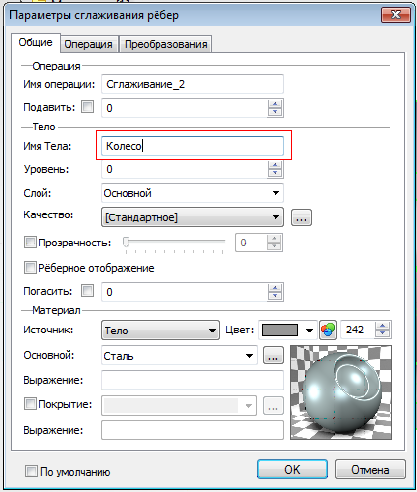 Параметры сглаживания рёбер
Общие Операция Преобразования
Операция
Имя операции: Сглаживание_2
Подавить: 0
Тело
Имя Тела: Колесо
Уровень: 0
Слой: Основной
Качество: [Стандартное] ...
Прозрачность: 0
Рёберное отображение
Погасить: 0
Материал
Источник: Тело Цвет: 242
Основной: Сталь ...
Выражение:
Покрытие: ...
Выражение:
По умолчанию OK Отмена